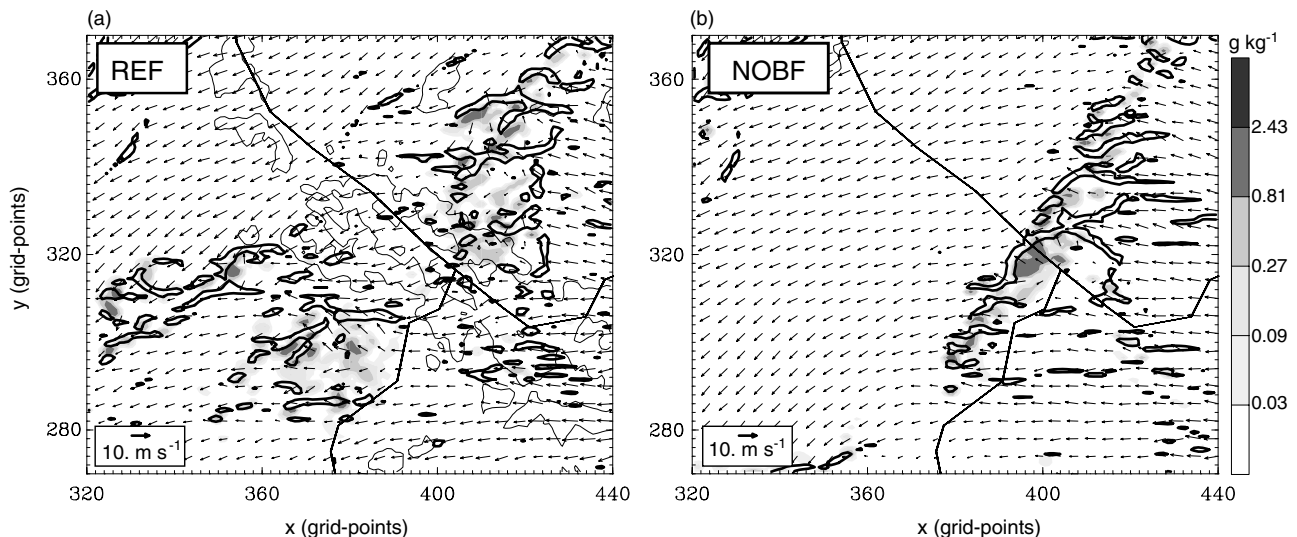 (a)
(b)
REF
NOBF
g kg⁻¹
2.43
0.81
0.27
0.09
0.03
360
320
280
y (grid-points)
10. m s⁻¹
10. m s⁻¹
320 360 400 440
320 360 400 440
x (grid-points)
x (grid-points)